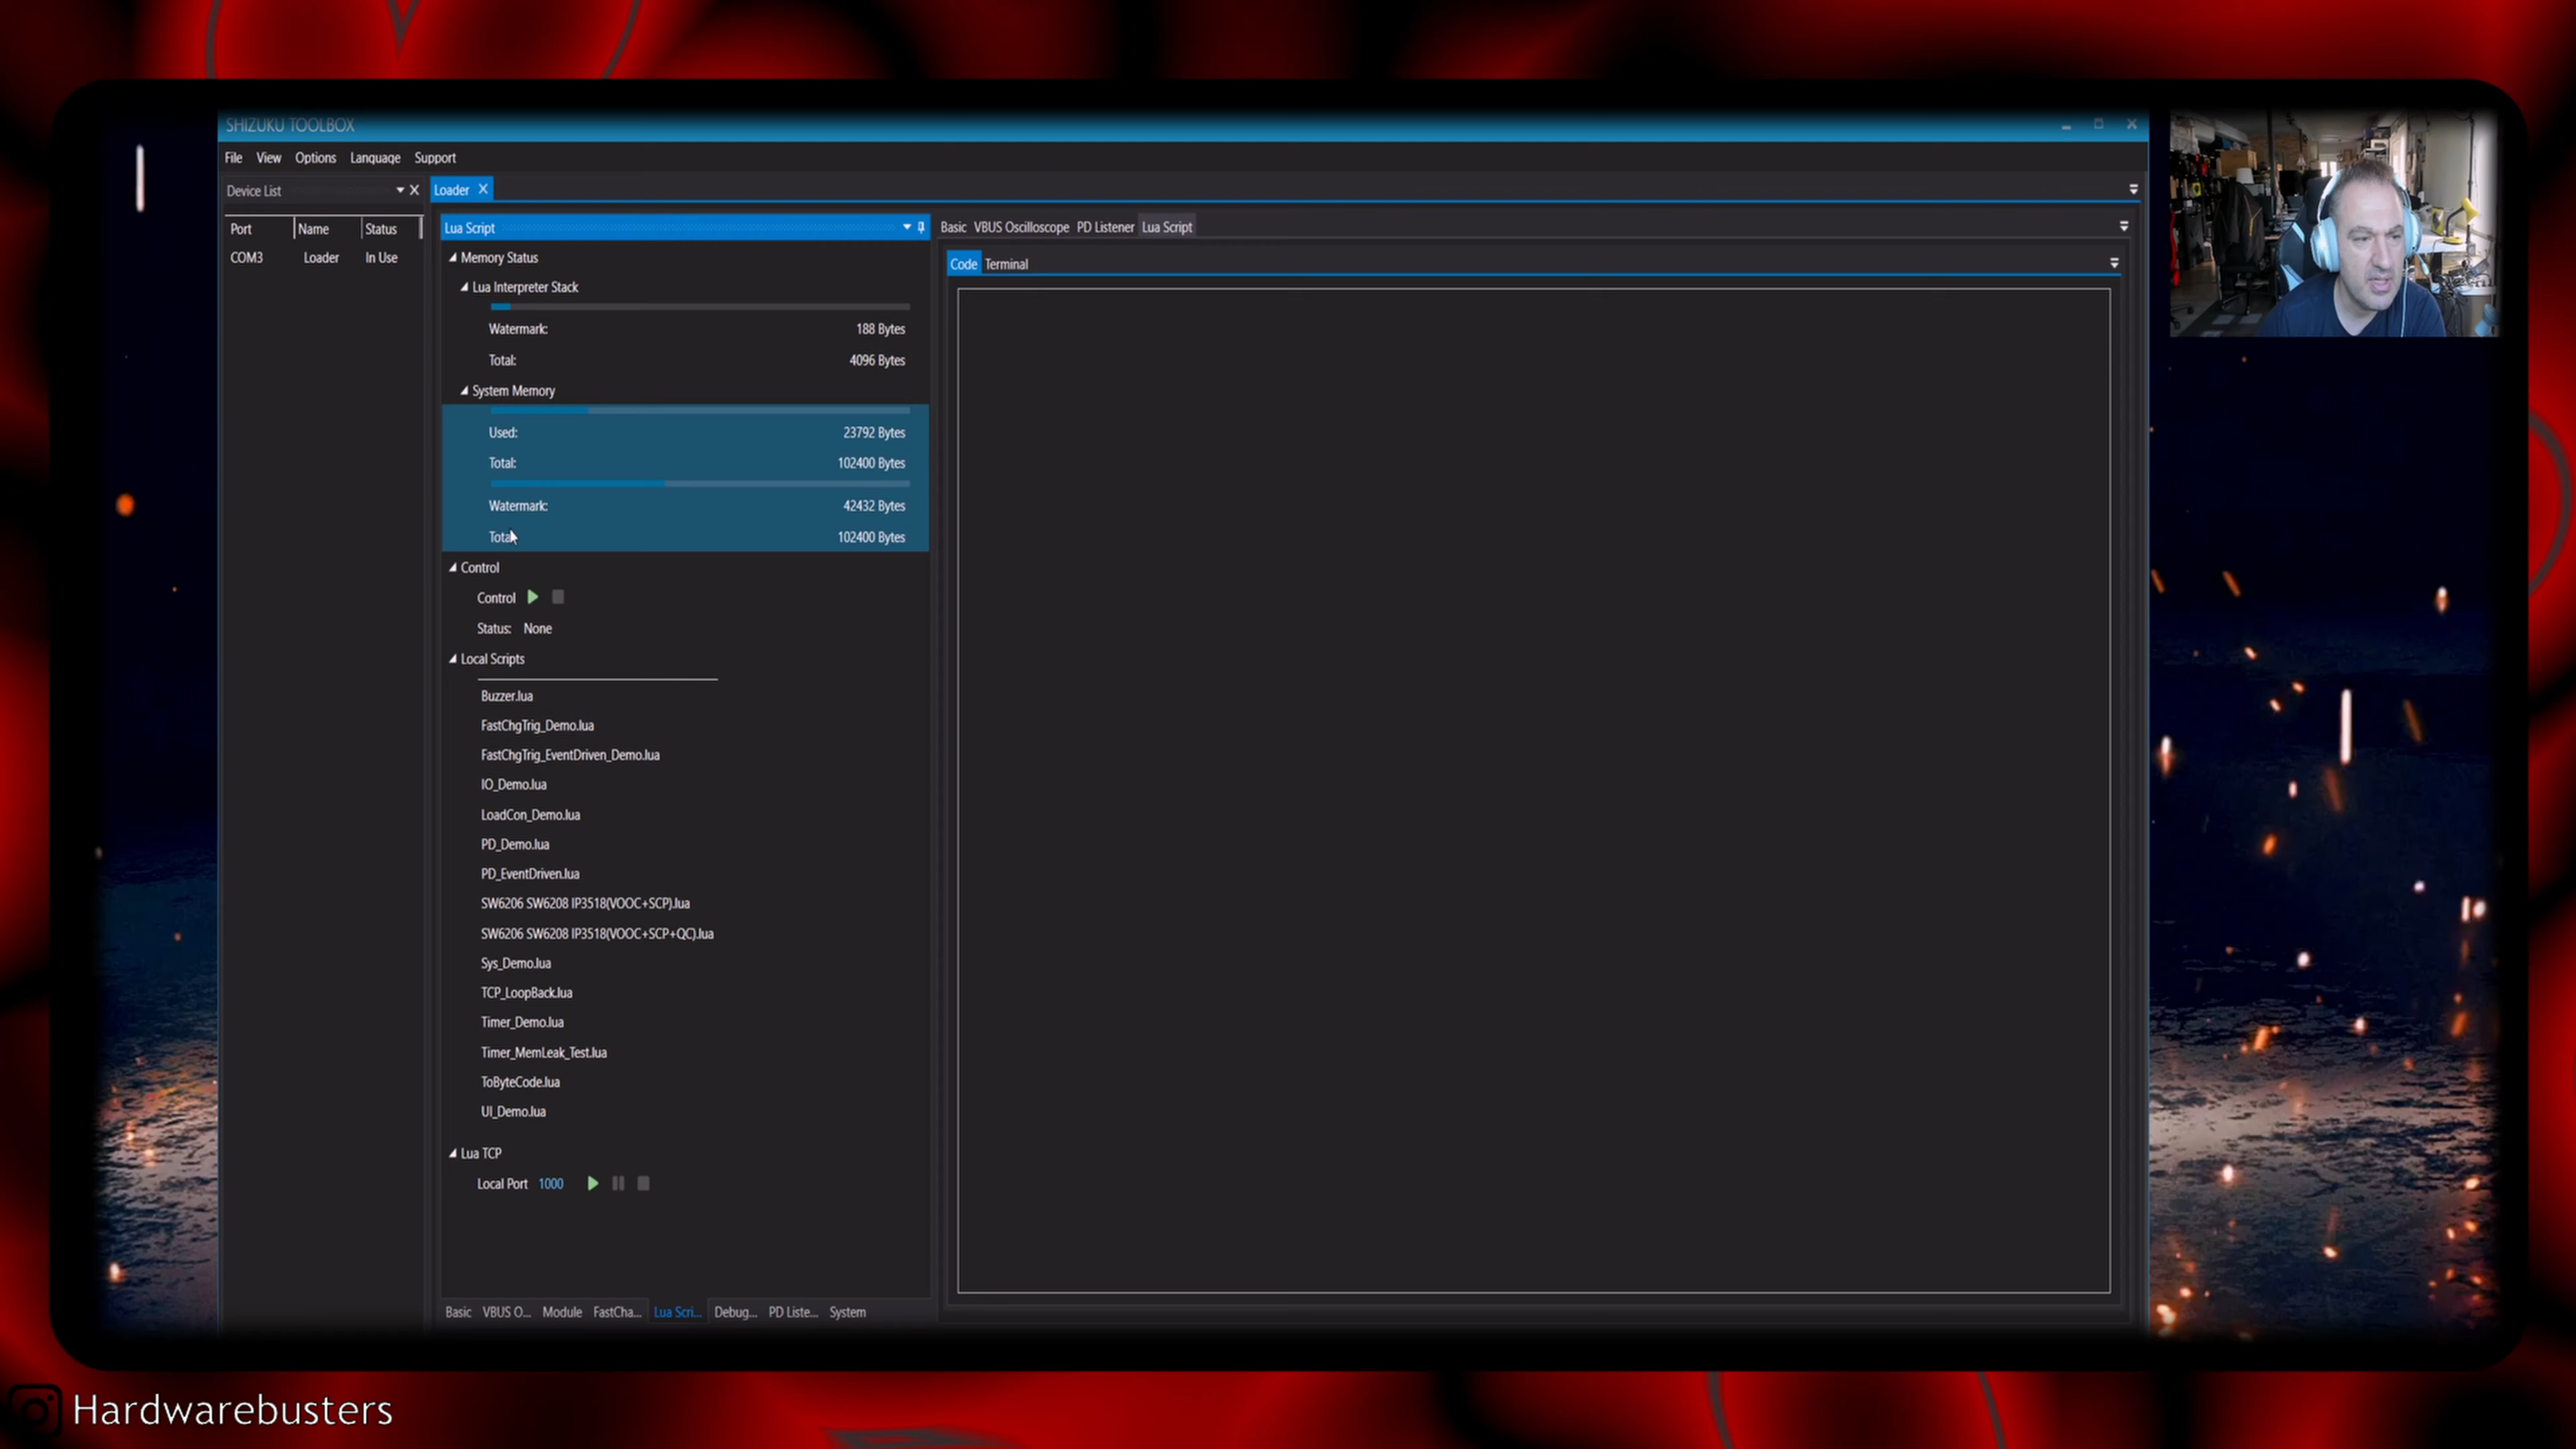 SHIZUKU TOOLBOX
File View Options Language Support
Device List
Port Name Status
COM3 Loader In Use
Loader
Lua Script
Memory Status
Lua Interpreter Stack
Watermark: 188 Bytes
Total: 4096 Bytes
System Memory
Used: 23792 Bytes
Total: 102400 Bytes
Watermark: 42432 Bytes
Total: 102400 Bytes
Control
Control
Status: None
Local Scripts
Buzzer.lua
FastChgTrig_Demo.lua
FastChgTrig_EventDriven_Demo.lua
IO_Demo.lua
LoadCon_Demo.lua
PD_Demo.lua
PD_EventDriven.lua
SW6206 SW6208 IP3518(VOOC+SCP).lua
SW6206 SW6208 IP3518(VOOC+SCP+QC).lua
Sys_Demo.lua
TCP_LoopBack.lua
Timer_Demo.lua
Timer_MemLeak_Test.lua
ToByteCode.lua
UI_Demo.lua
Lua TCP
Local Port 1000
Basic VBUS O... Module FastCha... Lua Scri... Debug... PD Liste... System
Basic VBUS Oscilloscope PD Listener Lua Script
Code Terminal
Hardwarebusters